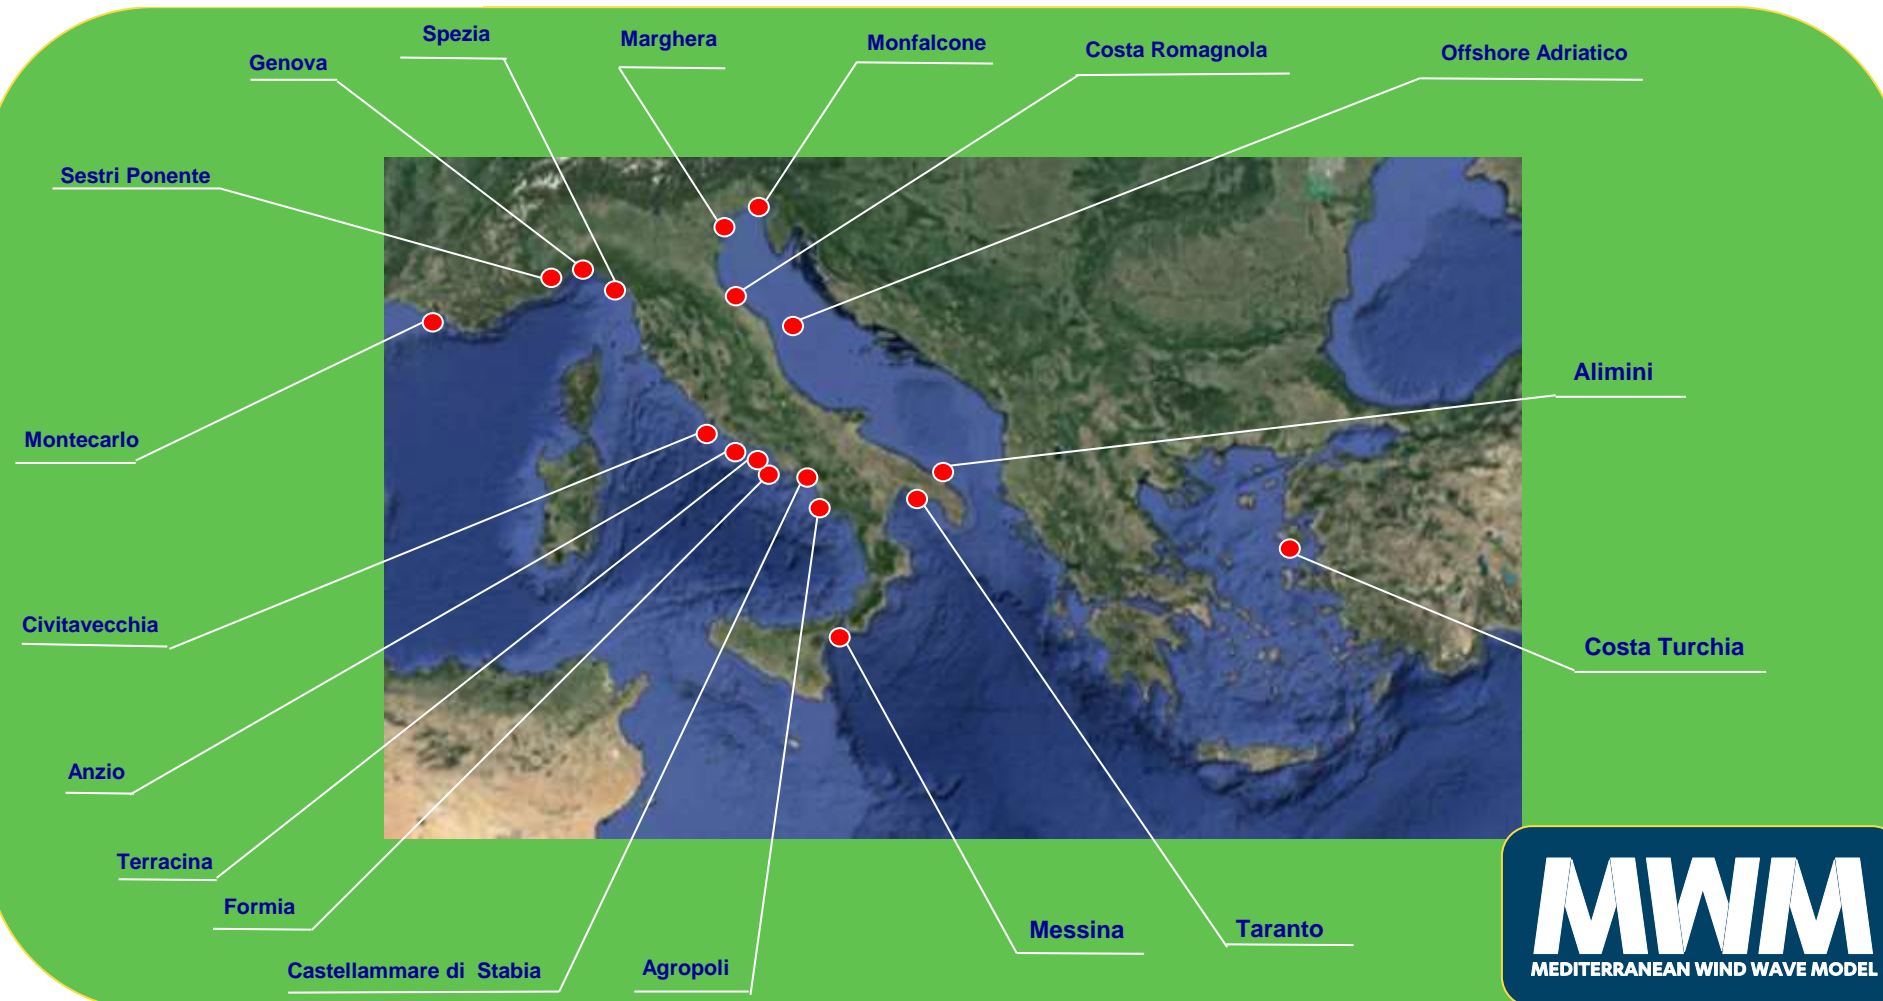 Spezia
Marghera
Monfalcone
Costa Romagnola
Offshore Adriatico
Genova
Sestri Ponente
Alimini
Montecarlo
Civitavecchia
Costa Turchia
Anzio
Terracina
Formia
Messina
Taranto
Castellammare di  Stabia
Agropoli
MWM
MEDITERRANEAN WIND WAVE MODEL